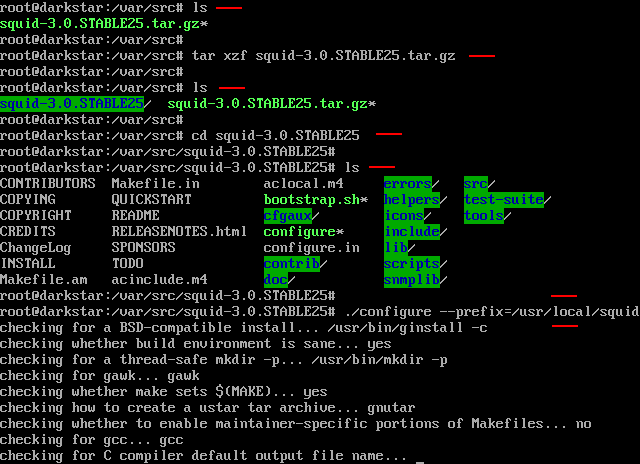 root@darkstar:/var/src# ls
squid-3.0.STABLE25.tar.gz*
root@darkstar:/var/src#
root@darkstar:/var/src# tar xzf squid-3.0.STABLE25.tar.gz
root@darkstar:/var/src#
root@darkstar:/var/src# ls
squid-3.0.STABLE25/  squid-3.0.STABLE25.tar.gz*
root@darkstar:/var/src#
root@darkstar:/var/src# cd squid-3.0.STABLE25
root@darkstar:/var/src/squid-3.0.STABLE25#
root@darkstar:/var/src/squid-3.0.STABLE25# ls
CONTRIBUTORS  Makefile.in        aclocal.m4     errors/   src/
COPYING       QUICKSTART         bootstrap.sh*  helpers/  test-suite/
COPYRIGHT     README             cfgaux/        icons/    tools/
CREDITS       RELEASENOTES.html  configure*     include/
ChangeLog     SPONSORS           configure.in   lib/
INSTALL       TODO               contrib/       scripts/
Makefile.am   acinclude.m4       doc/           snmplib/
root@darkstar:/var/src/squid-3.0.STABLE25#
root@darkstar:/var/src/squid-3.0.STABLE25# ./configure --prefix=/usr/local/squid
checking for a BSD-compatible install... /usr/bin/ginstall -c
checking whether build environment is sane... yes
checking for a thread-safe mkdir -p... /usr/bin/mkdir -p
checking for gawk... gawk
checking whether make sets $(MAKE)... yes
checking how to create a ustar tar archive... gnutar
checking whether to enable maintainer-specific portions of Makefiles... no
checking for gcc... gcc
checking for C compiler default output file name... _